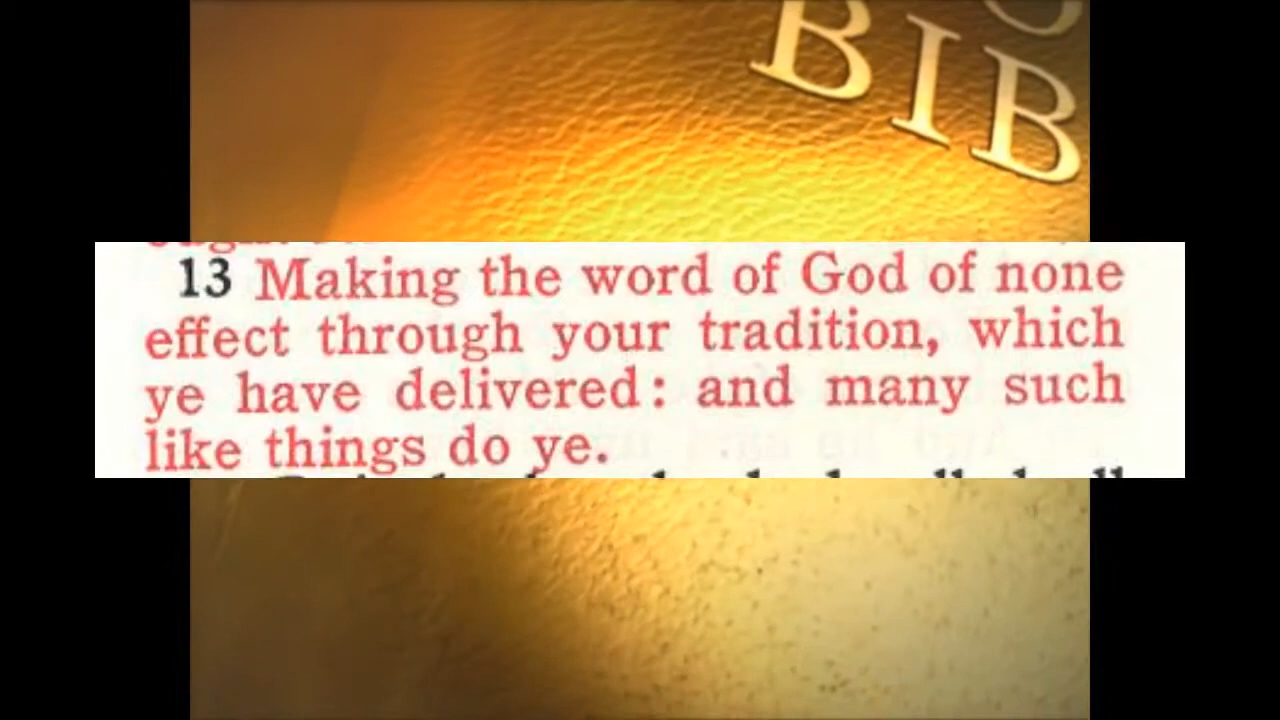 BIB
13 Making the word of God of none
effect through your tradition, which
ye have delivered: and many such
like things do ye.